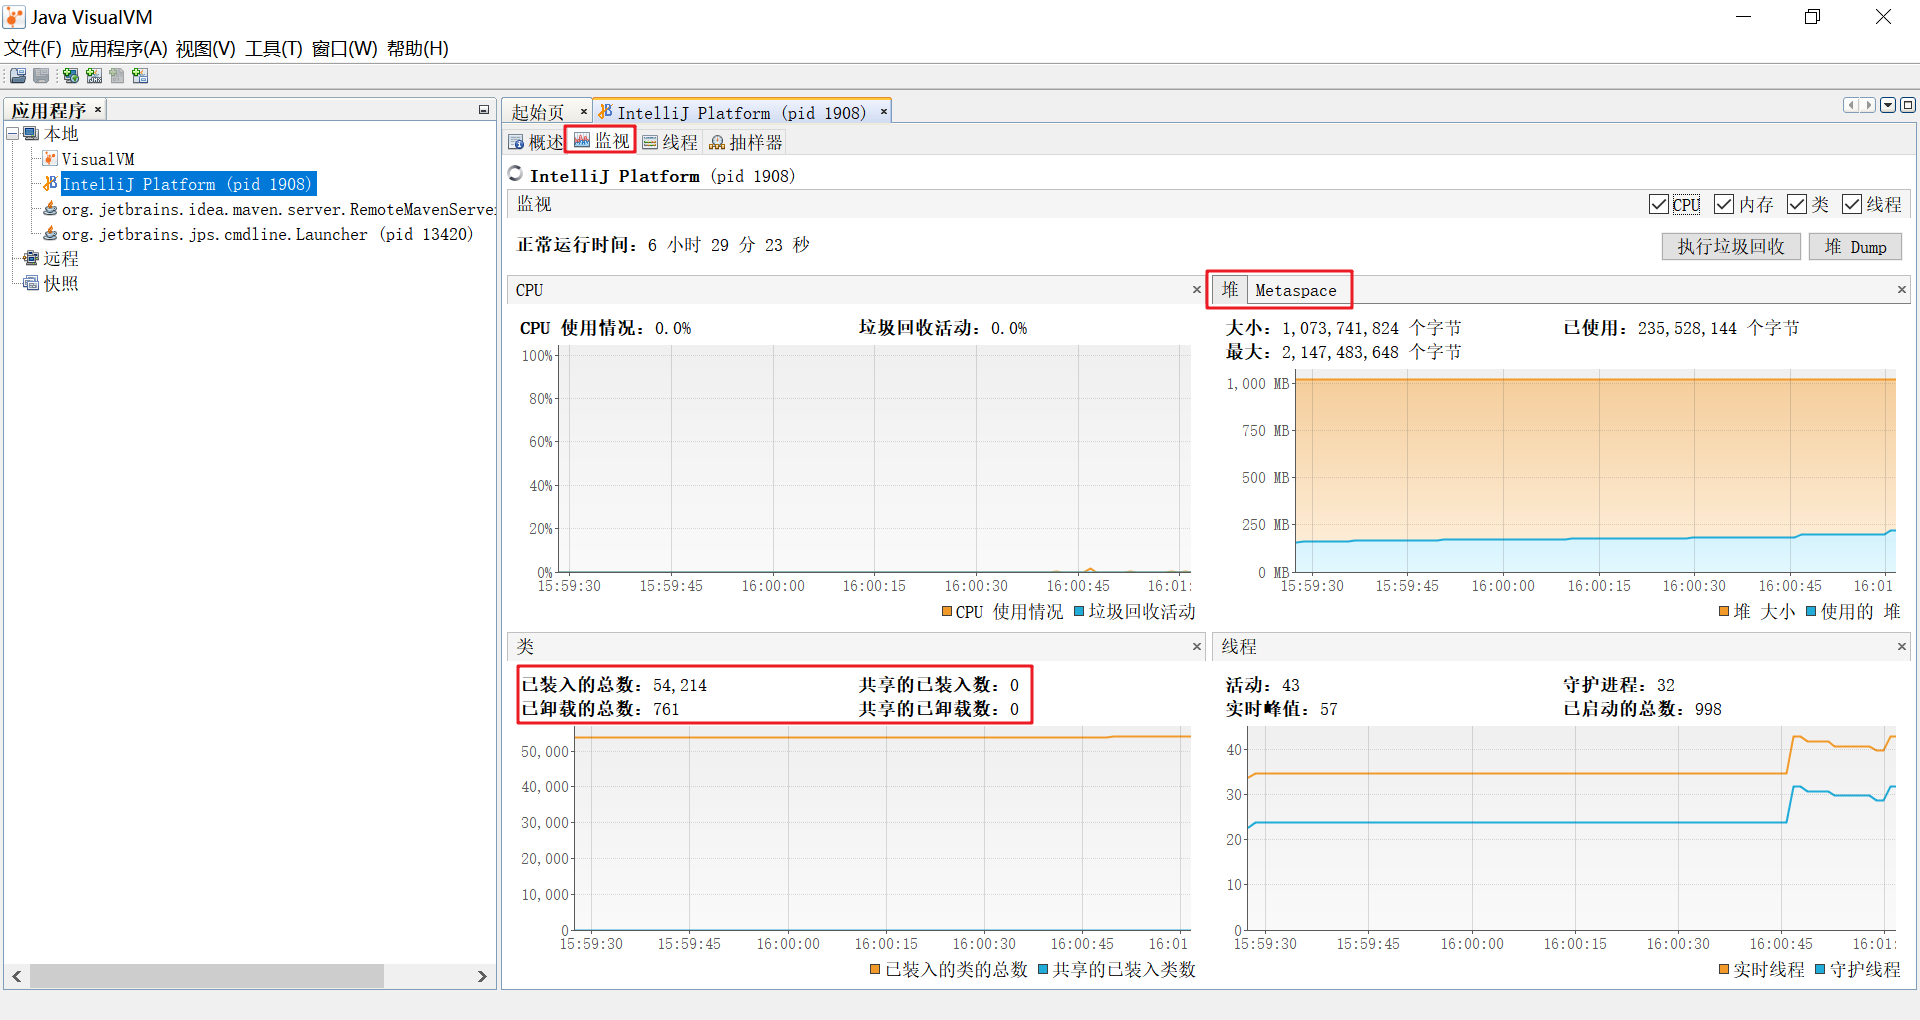 Java VisualVM
文件(F) 应用程序(A) 视图(V) 工具(T) 窗口(W) 帮助(H)
应用程序
本地
VisualVM
IntelliJ Platform (pid 1908)
org.jetbrains.idea.maven.server.RemoteMavenServer
org.jetbrains.jps.cmdline.Launcher (pid 13420)
远程
快照
起始页
IntelliJ Platform (pid 1908)
概述 监视 线程 抽样器
IntelliJ Platform (pid 1908)
监视
CPU 内存 类 线程
正常运行时间: 6 小时 29 分 23 秒
执行垃圾回收 堆 Dump
CPU
CPU 使用情况: 0.0% 垃圾回收活动: 0.0%
100%
80%
60%
40%
20%
0%
15:59:30 15:59:45 16:00:00 16:00:15 16:00:30 16:00:45 16:01:
CPU 使用情况 垃圾回收活动
堆 Metaspace
大小: 1,073,741,824 个字节 已使用: 235,528,144 个字节
最大: 2,147,483,648 个字节
1,000 MB
750 MB
500 MB
250 MB
0 MB
15:59:30 15:59:45 16:00:00 16:00:15 16:00:30 16:00:45 16:01
堆 大小 使用的 堆
类
已装入的总数: 54,214 共享的已装入数: 0
已卸载的总数: 761 共享的已卸载数: 0
50,000
40,000
30,000
20,000
10,000
0
15:59:30 15:59:45 16:00:00 16:00:15 16:00:30 16:00:45 16:01
已装入的类的总数 共享的已装入类数
线程
活动: 43 守护进程: 32
实时峰值: 57 已启动的总数: 998
40
30
20
10
0
15:59:30 15:59:45 16:00:00 16:00:15 16:00:30 16:00:45 16:01:
实时线程 守护线程